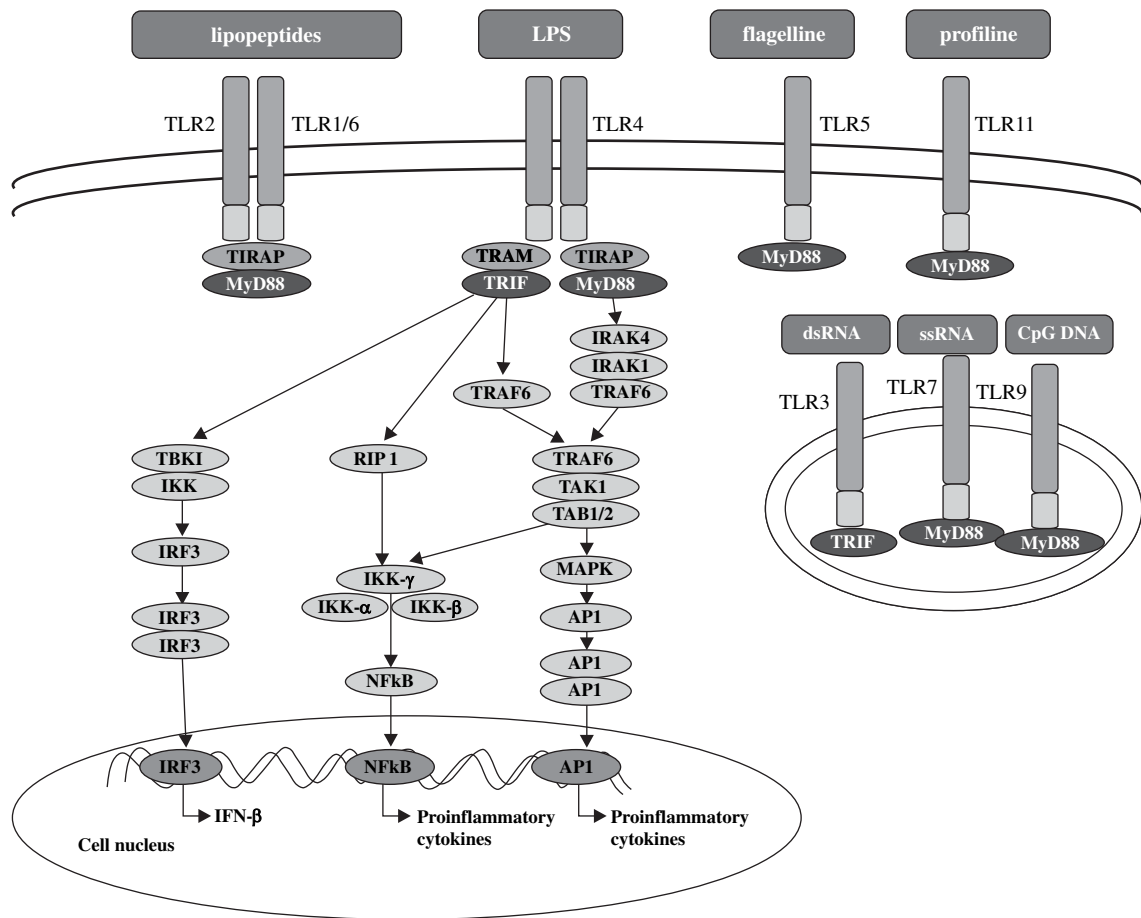 lipopeptides
LPS
flagelline
profiline
TLR2
TLR1/6
TLR4
TLR5
TLR11
TIRAP
MyD88
TRAM
TRIF
TIRAP
MyD88
MyD88
MyD88
IRAK4
IRAK1
TRAF6
TRAF6
dsRNA
ssRNA
CpG DNA
TLR3
TLR7
TLR9
TRIF
MyD88
MyD88
TBKI
IKK
RIP 1
TRAF6
TAK1
TAB1/2
IRF3
IKK-γ
IKK-α
IKK-β
MAPK
IRF3
IRF3
AP1
NFkB
AP1
AP1
IRF3
NFkB
AP1
IFN-β
Proinflammatory
cytokines
Proinflammatory
cytokines
Cell nucleus